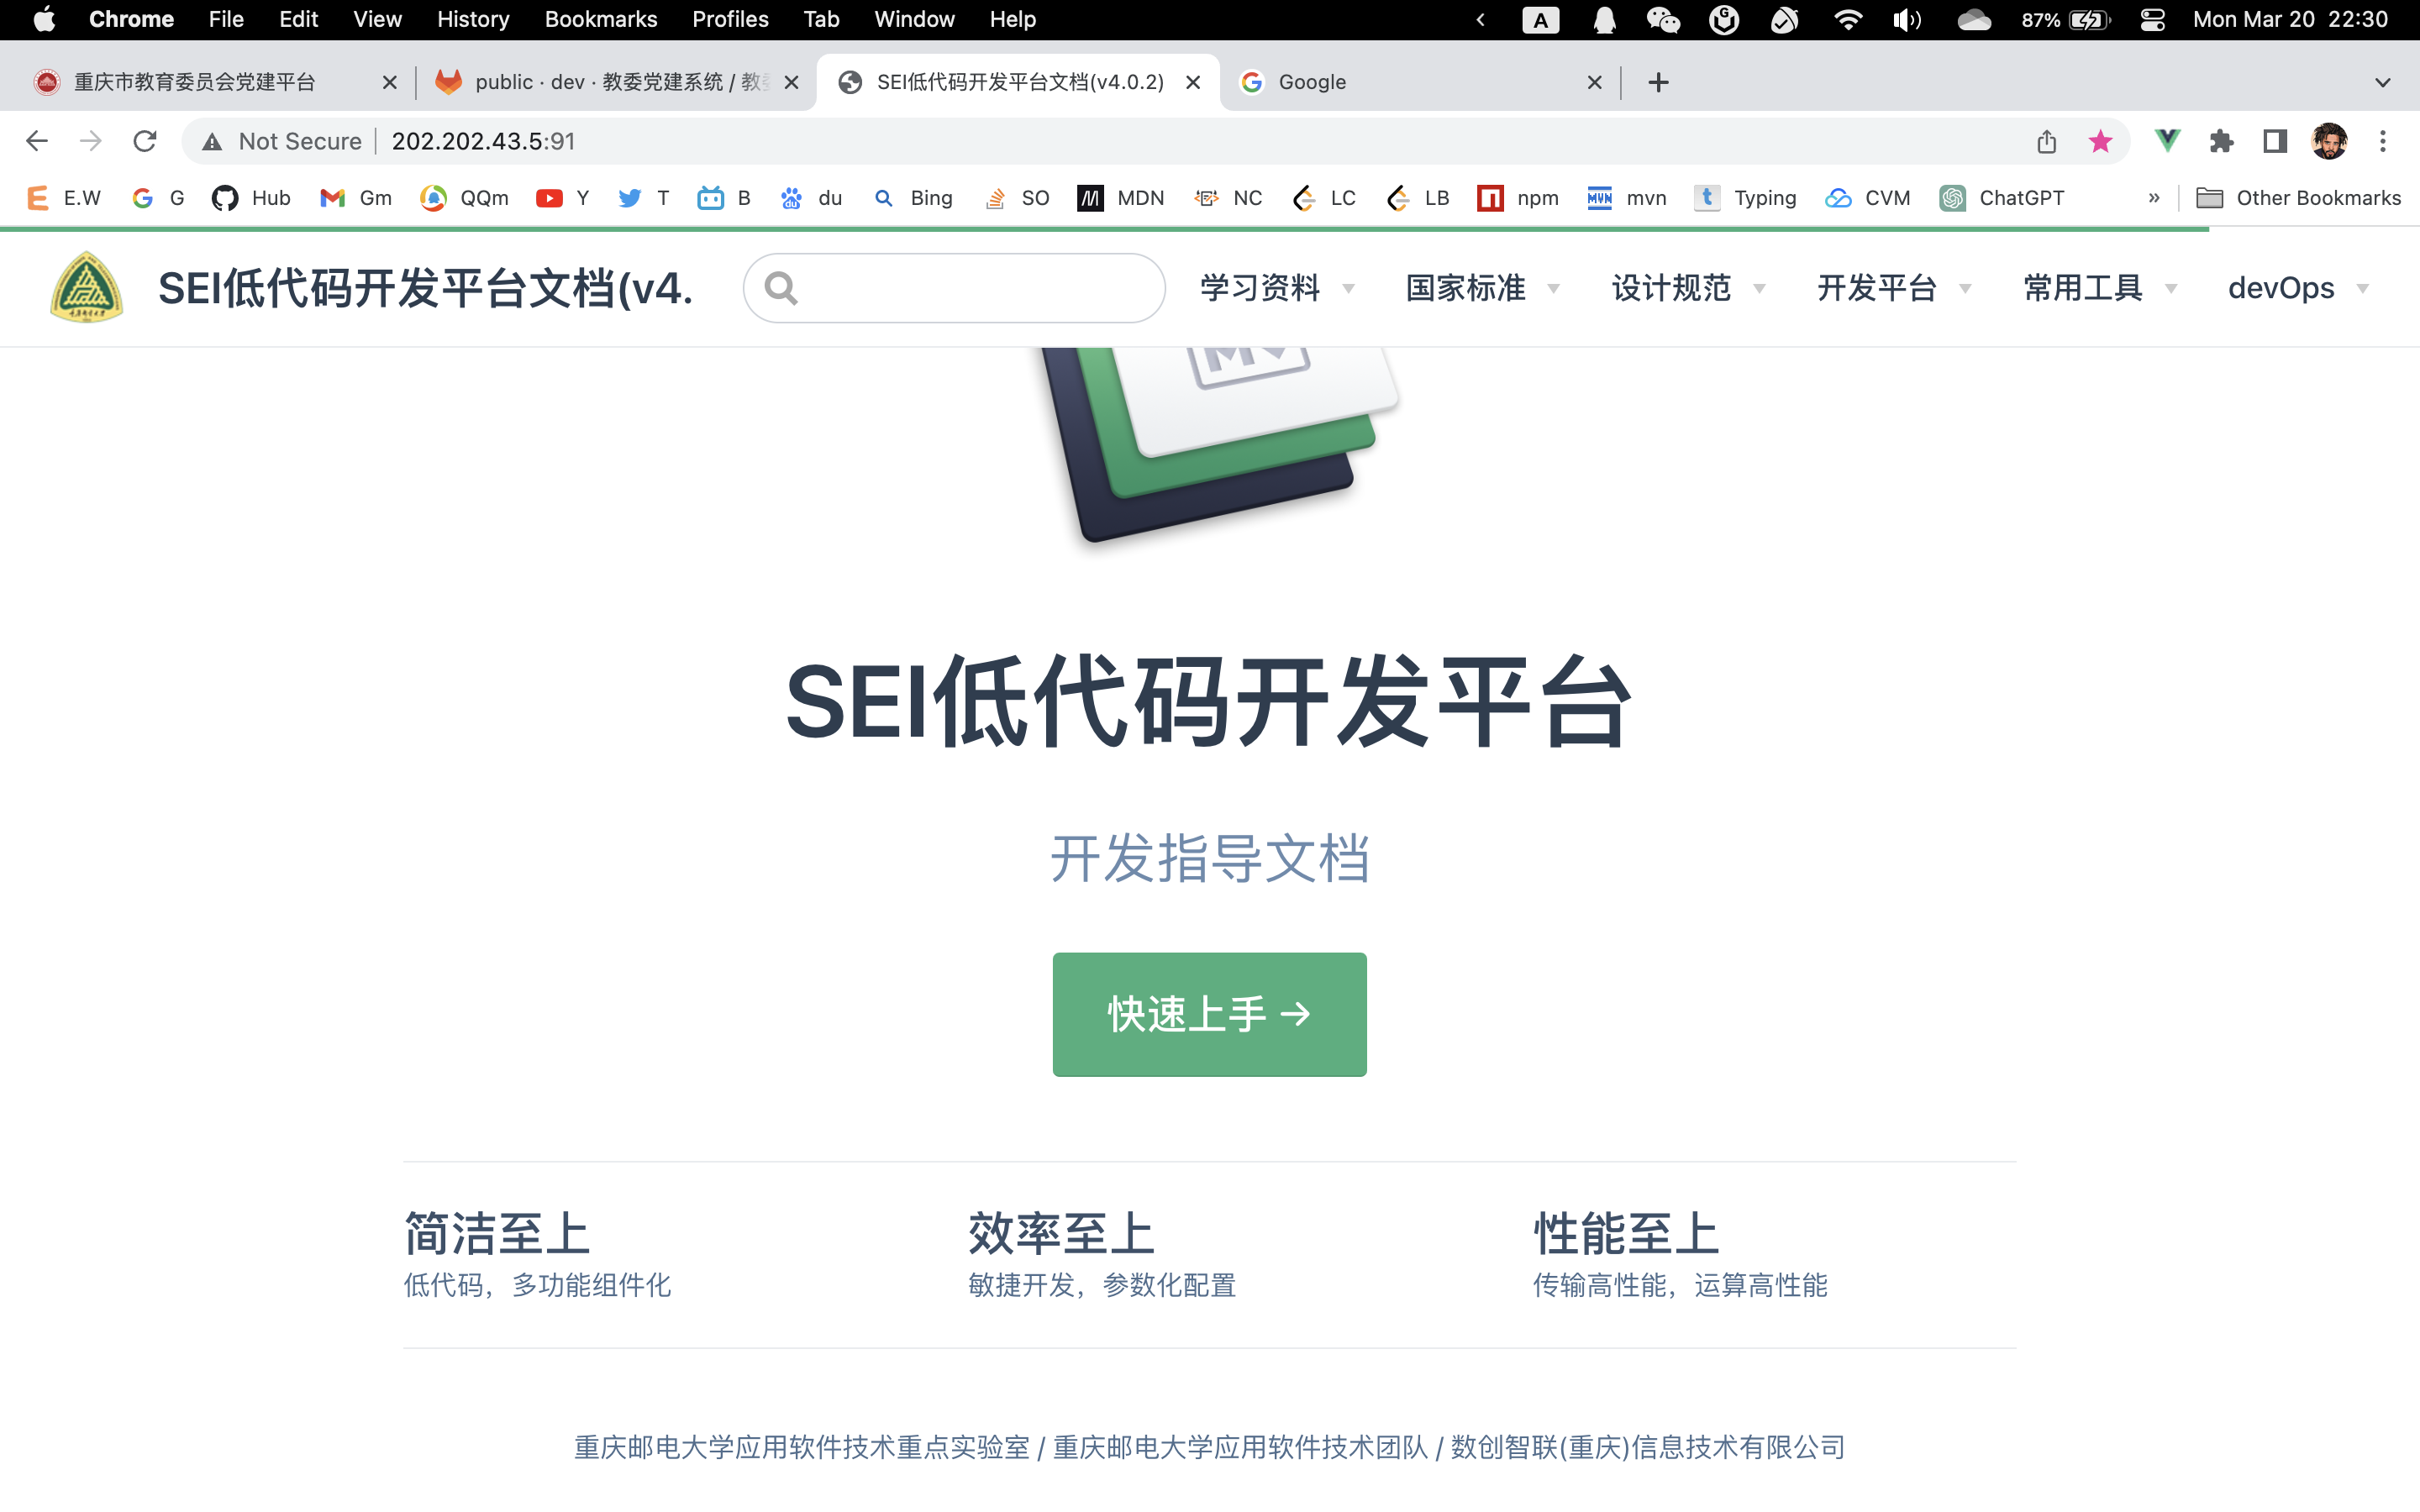 Chrome File Edit View History Bookmarks Profiles Tab Window Help A 87% Mon Mar 20 22:30
重庆市教育委员会党建平台 public · dev · 教委党建系统 / 教 SEI低代码开发平台文档(v4.0.2) Google
Not Secure 202.202.43.5:91
E.W G Hub Gm QQm Y T B du Bing SO MDN NC LC LB npm mvn Typing CVM ChatGPT » Other Bookmarks
SEI低代码开发平台文档(v4. 学习资料 国家标准 设计规范 开发平台 常用工具 devOps
SEI低代码开发平台
开发指导文档
快速上手 →
简洁至上 效率至上 性能至上
低代码，多功能组件化 敏捷开发，参数化配置 传输高性能，运算高性能
重庆邮电大学应用软件技术重点实验室 / 重庆邮电大学应用软件技术团队 / 数创智联(重庆)信息技术有限公司